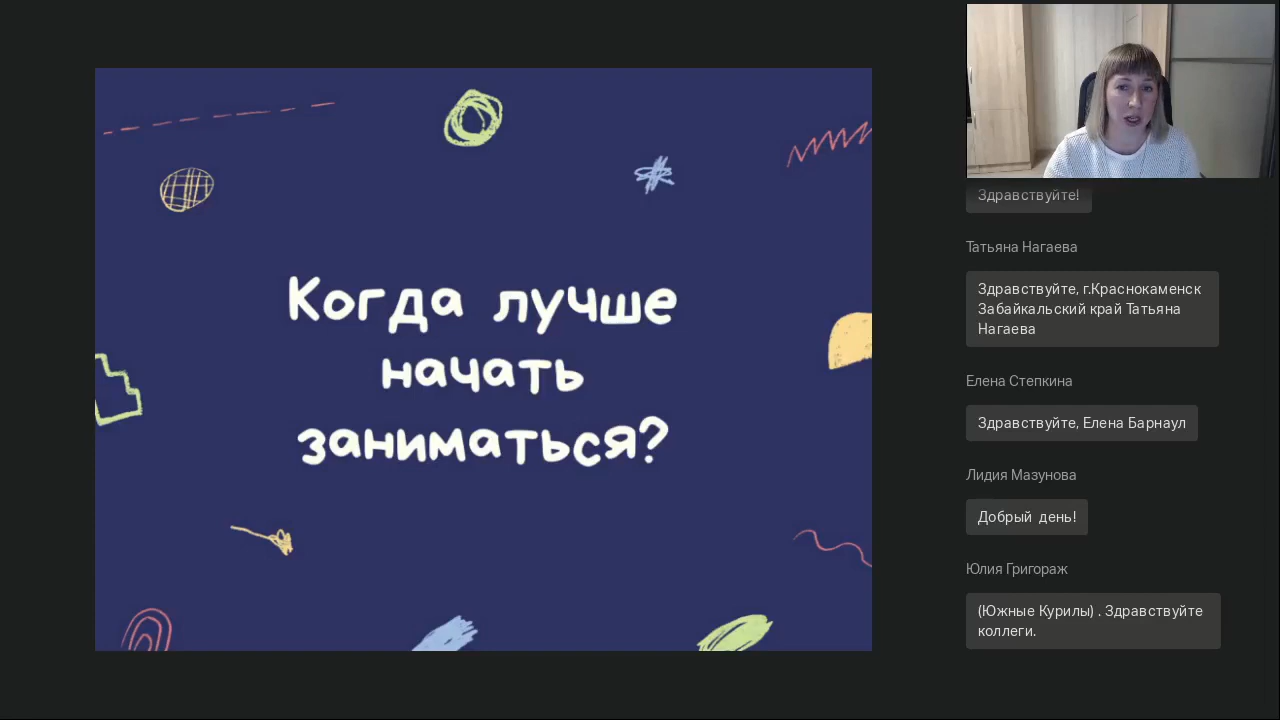 Когда лучше
начать
заниматься?
Здравствуйте!
Татьяна Нагаева
Здравствуйте, г.Краснокаменск
Забайкальский край Татьяна
Нагаева
Елена Степкина
Здравствуйте, Елена Барнаул
Лидия Мазунова
Добрый день!
Юлия Григораж
(Южные Курилы) . Здравствуйте
коллеги.